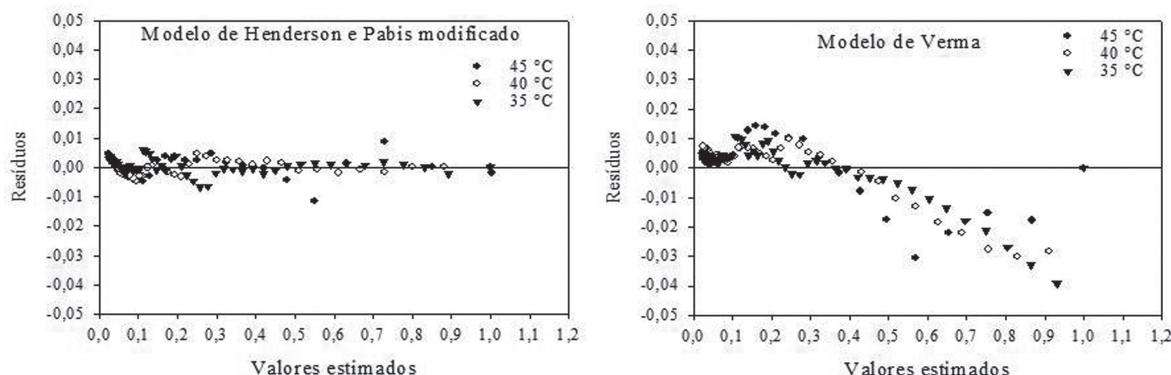 Modelo de Henderson e Pabis modificado
45 °C
40 °C
35 °C
Resíduos
0,05
0,04
0,03
0,02
0,01
0,00
-0,01
-0,02
-0,03
-0,04
-0,05
0,0 0,1 0,2 0,3 0,4 0,5 0,6 0,7 0,8 0,9 1,0 1,1 1,2
Valores estimados
Modelo de Verma
45 °C
40 °C
35 °C
Resíduos
0,05
0,04
0,03
0,02
0,01
0,00
-0,01
-0,02
-0,03
-0,04
-0,05
0,0 0,1 0,2 0,3 0,4 0,5 0,6 0,7 0,8 0,9 1,0 1,1 1,2
Valores estimados